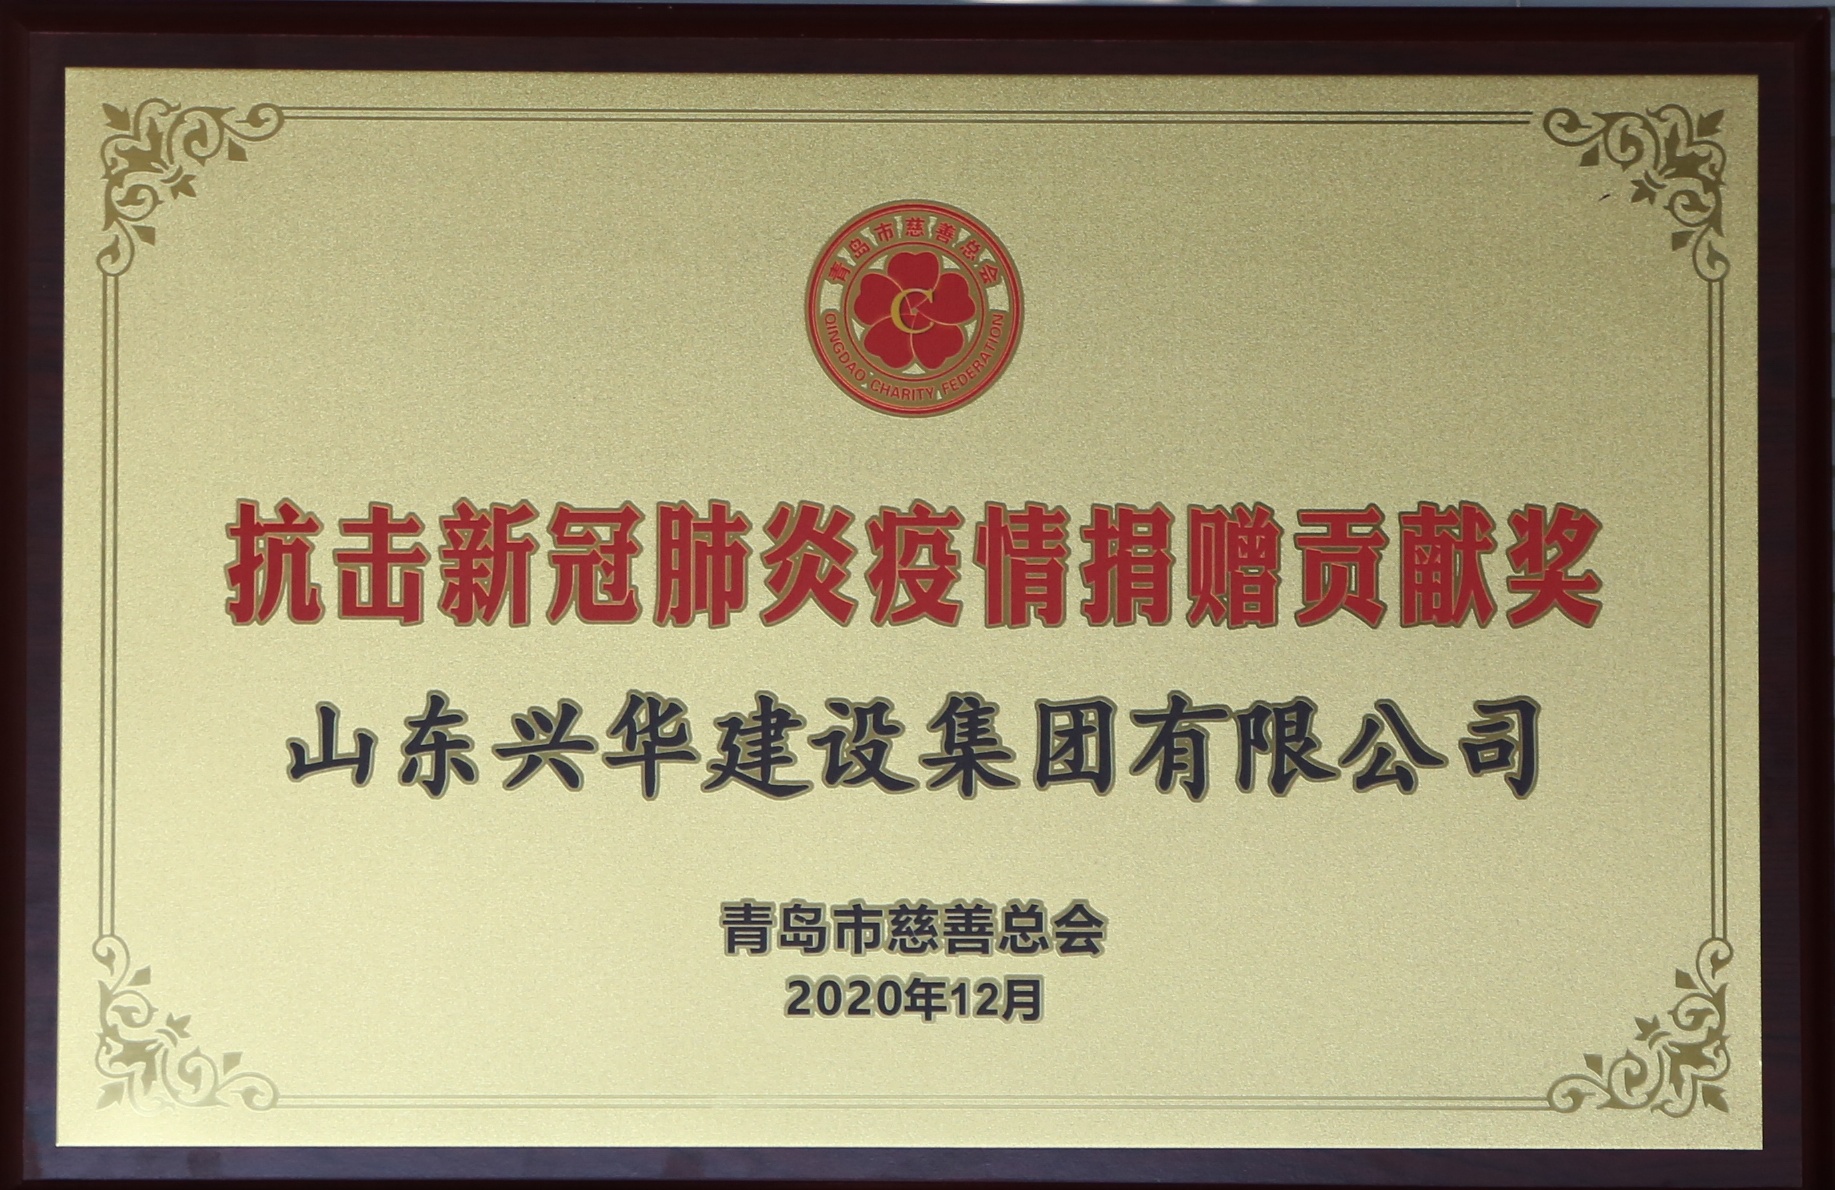 青岛市慈善总会
C
QINGDAO CHARITY FEDERATION
抗击新冠肺炎疫情捐赠贡献奖
山东兴华建设集团有限公司
青岛市慈善总会
2020年12月